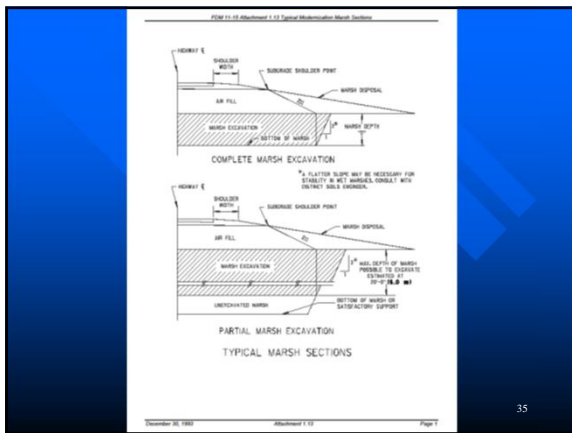 FDM 11-15 Attachment 1.13 Typical Modernization Marsh Sections
HIGHWAY ℄
SHOULDER
WIDTH
SUBGRADE SHOULDER POINT
MARSH DISPOSAL
AIR FILL
MARSH EXCAVATION
BOTTOM OF MARSH
MARSH DEPTH
COMPLETE MARSH EXCAVATION
*A FLATTER SLOPE MAY BE NECESSARY FOR
STABILITY IN WET MARSHES. CONSULT WITH
DISTRICT SOILS ENGINEER.
HIGHWAY ℄
SHOULDER
WIDTH
SUBGRADE SHOULDER POINT
MARSH DISPOSAL
AIR FILL
MARSH EXCAVATION
MAX. DEPTH OF MARSH
POSSIBLE TO EXCAVATE
ESTIMATED AT
UNEXCAVATED MARSH
BOTTOM OF MARSH OR
SATISFACTORY SUPPORT
PARTIAL MARSH EXCAVATION
TYPICAL MARSH SECTIONS
December 30, 1993 Attachment 1.13 Page 1
35